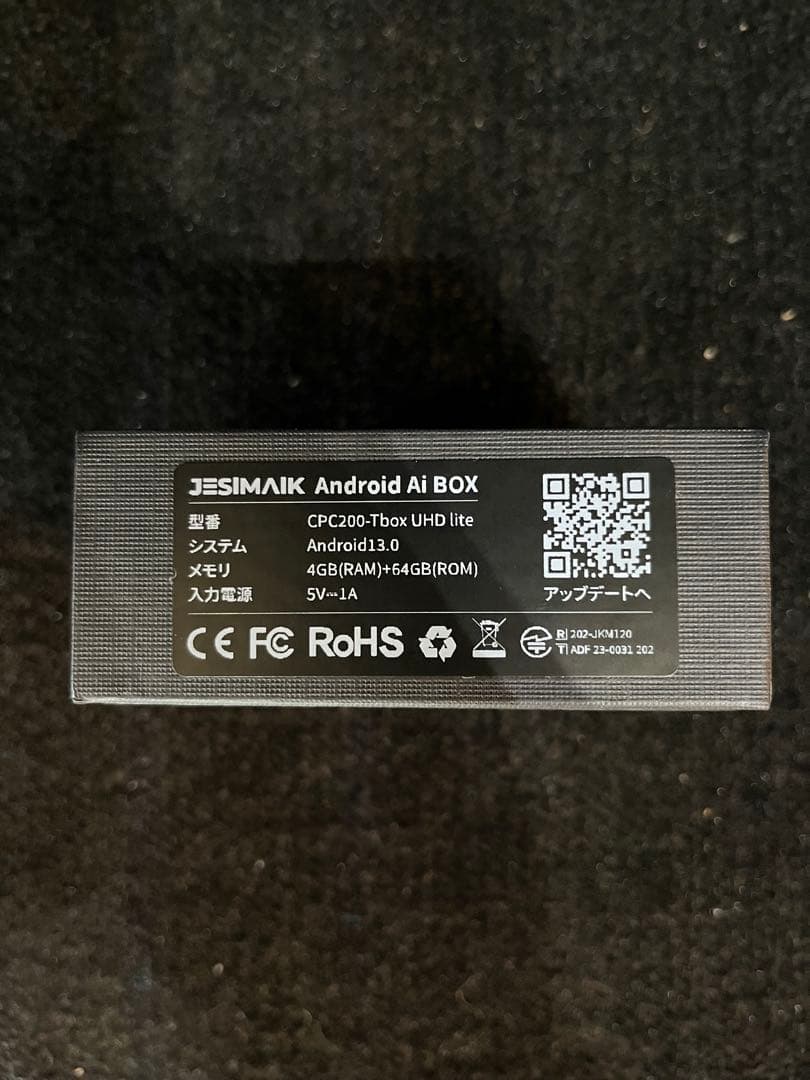 JESIMAIK Android Ai BOX
型番 CPC200-Tbox UHD lite
システム Android13.0
メモリ 4GB(RAM)+64GB(ROM)
入力電源 5V⎓1A
アップデートへ
CE FC RoHS
R 202-JKM120
T ADF 23-0031 202